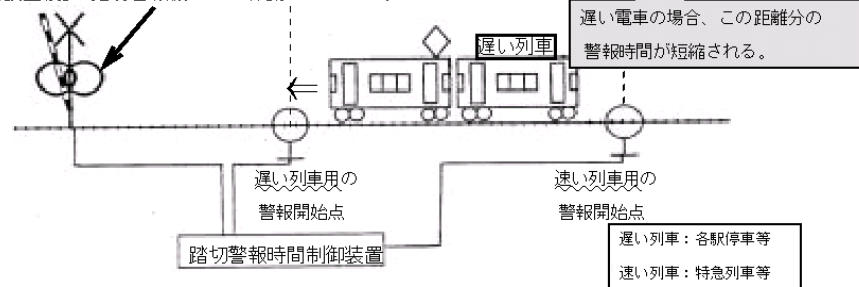 遅い電車の場合、この距離分の
警報時間が短縮される。
遅い列車
遅い列車用の
警報開始点
速い列車用の
警報開始点
踏切警報時間制御装置
遅い列車：各駅停車等
速い列車：特急列車等